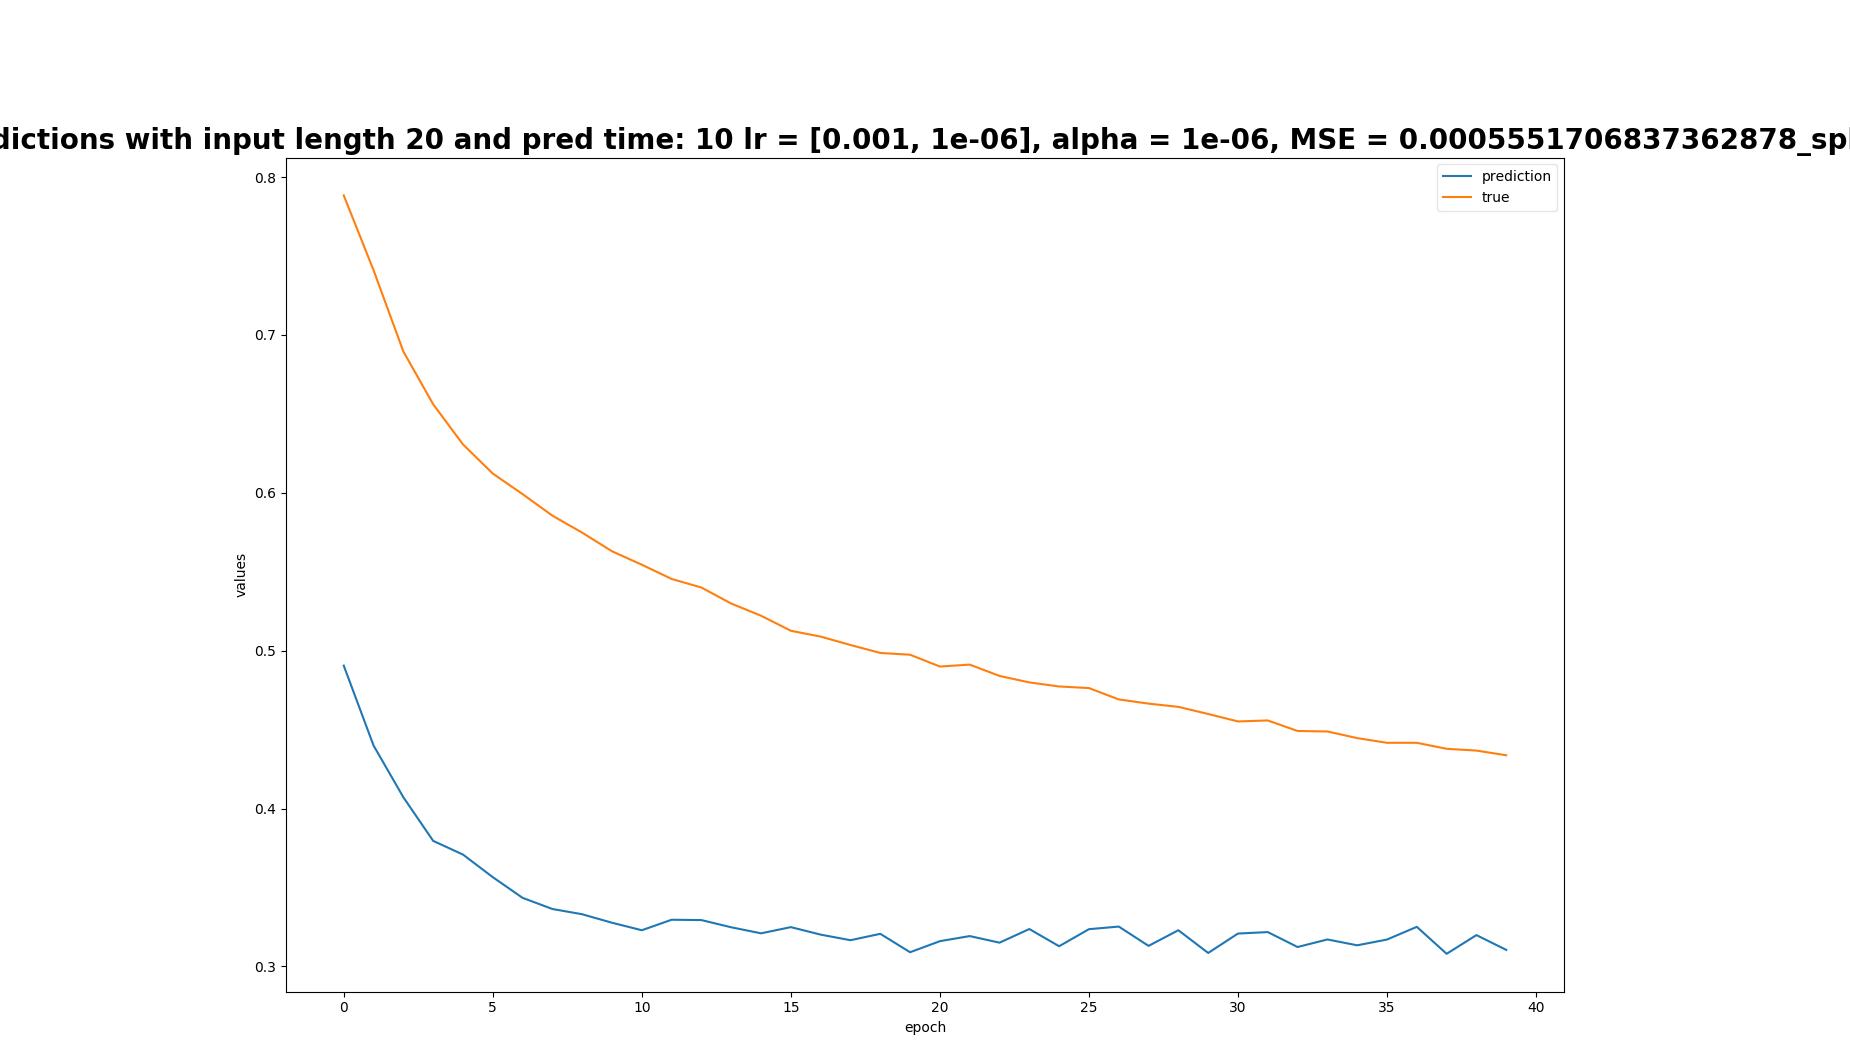 dictions with input length 20 and pred time: 10 lr = [0.001, 1e-06], alpha = 1e-06, MSE = 0.0005551706837362878_spl
prediction
true
0.8
0.7
0.6
0.5
0.4
0.3
values
0 5 10 15 20 25 30 35 40
epoch